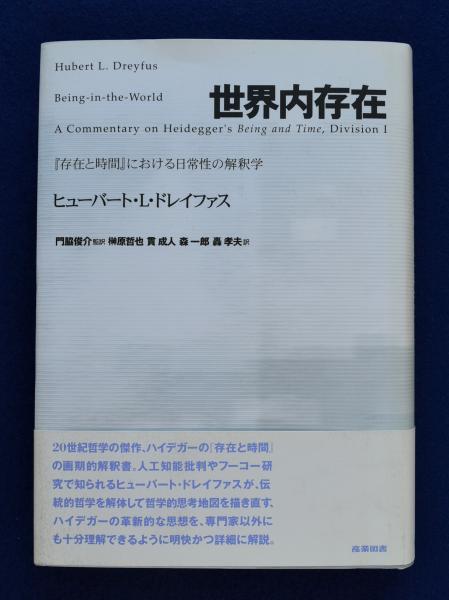 Hubert L. Dreyfus
Being-in-the-World
世界内存在
A Commentary on Heidegger's Being and Time, Division I
『存在と時間』における日常性の解釈学
ヒューバート・L・ドレイファス
門脇俊介 監訳 榊原哲也 貫 成人 森 一郎 轟 孝夫 訳
20世紀哲学の傑作、ハイデガーの『存在と時間』
の画期的解釈書。人工知能批判やフーコー研
究で知られるヒューバート・ドレイファスが、伝
統的哲学を解体して哲学的思考地図を描き直す、
ハイデガーの革新的な思想を、専門家以外に
も十分理解できるように明快かつ詳細に解説。
産業図書